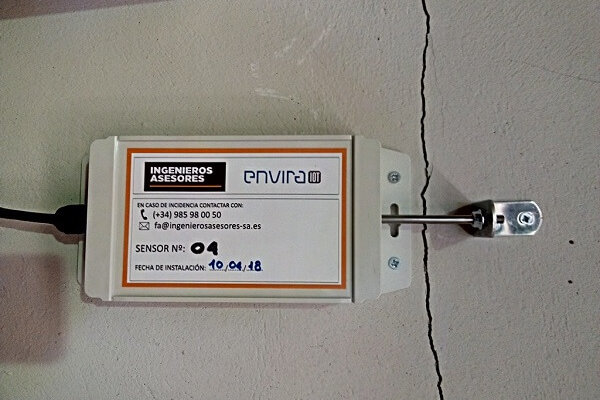 INGENIEROS
ASESORES
envira IOT
EN CASO DE INCIDENCIA CONTACTAR CON:
(+34) 985 98 00 50
fa@ingenierosasesores-sa.es
SENSOR Nº: 04
FECHA DE INSTALACIÓN: 10/04/18